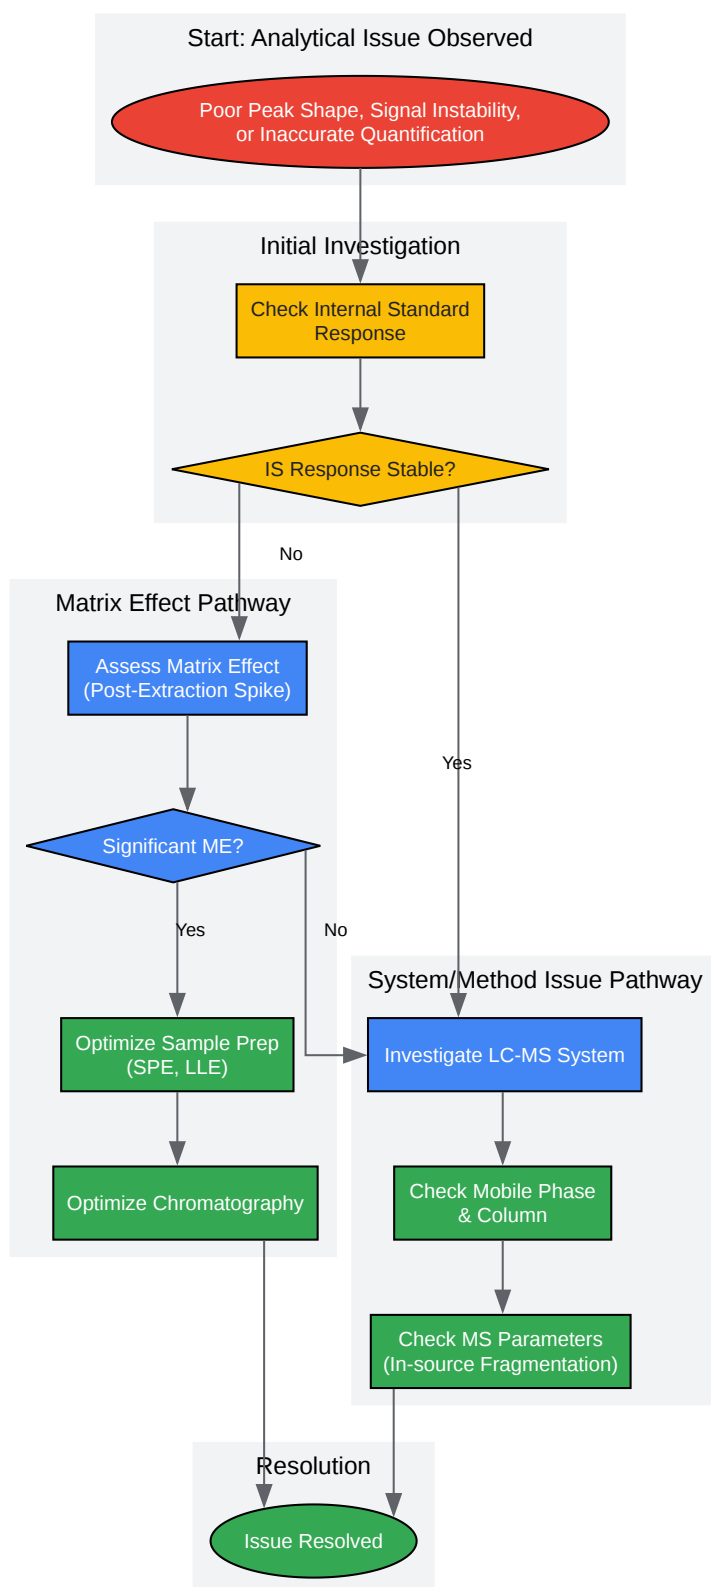 Start: Analytical Issue Observed
Poor Peak Shape, Signal Instability,
or Inaccurate Quantification
Initial Investigation
Check Internal Standard
Response
IS Response Stable?
No
Yes
Matrix Effect Pathway
Assess Matrix Effect
(Post-Extraction Spike)
Significant ME?
Yes
No
Optimize Sample Prep
(SPE, LLE)
Optimize Chromatography
System/Method Issue Pathway
Investigate LC-MS System
Check Mobile Phase
& Column
Check MS Parameters
(In-source Fragmentation)
Resolution
Issue Resolved